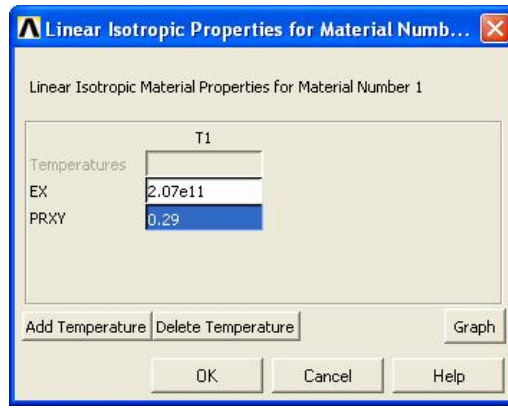 Linear Isotropic Properties for Material Numb...
Linear Isotropic Material Properties for Material Number 1
T1
Temperatures
EX 2.07e11
PRXY 0.29
Add Temperature Delete Temperature Graph
OK Cancel Help